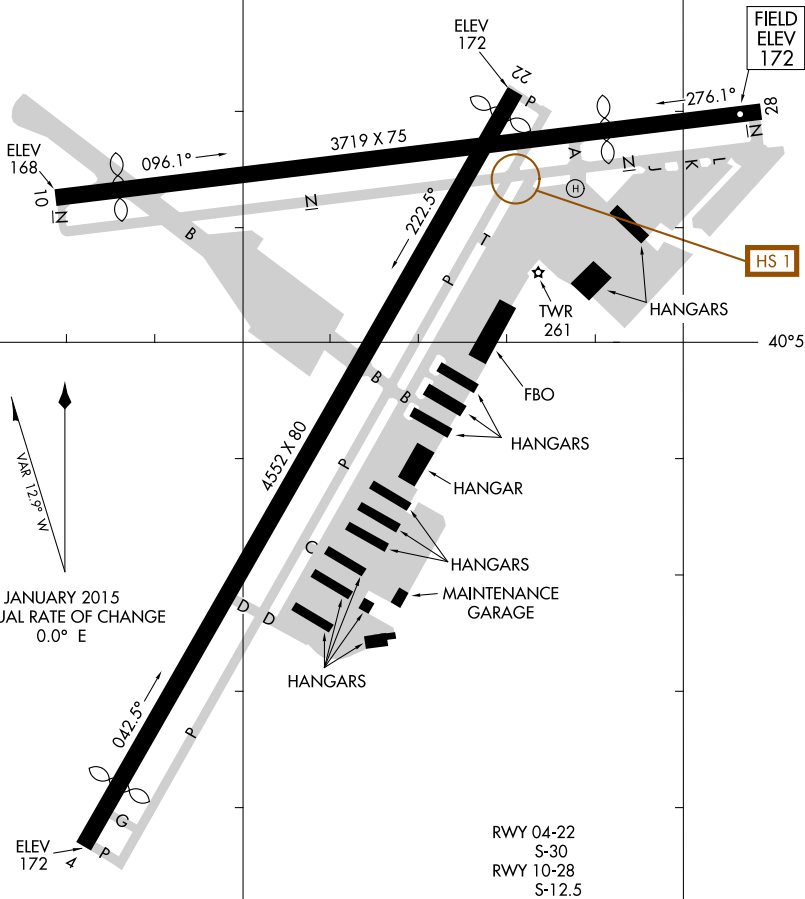 ELEV
172
FIELD
ELEV
172
22
P
276.1°
28
N
3719 X 75
096.1°
ELEV
168
10
N
A
N
J
K
L
H
N
B
222.5°
T
P
HS 1
TWR
261
HANGARS
40°5
FBO
B
B
HANGARS
VAR 12.9° W
4552 X 80
P
HANGAR
C
HANGARS
JANUARY 2015
UAL RATE OF CHANGE
0.0° E
D
D
MAINTENANCE
GARAGE
HANGARS
042.5°
P
G
ELEV
172
4
P
RWY 04-22
S-30
RWY 10-28
S-12.5